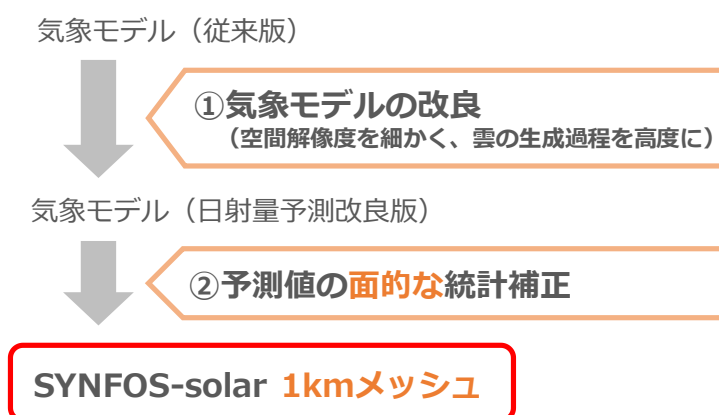 気象モデル（従来版）
①気象モデルの改良
（空間解像度を細かく、雲の生成過程を高度に）
気象モデル（日射量予測改良版）
②予測値の面的な統計補正
SYNFOS-solar 1kmメッシュ